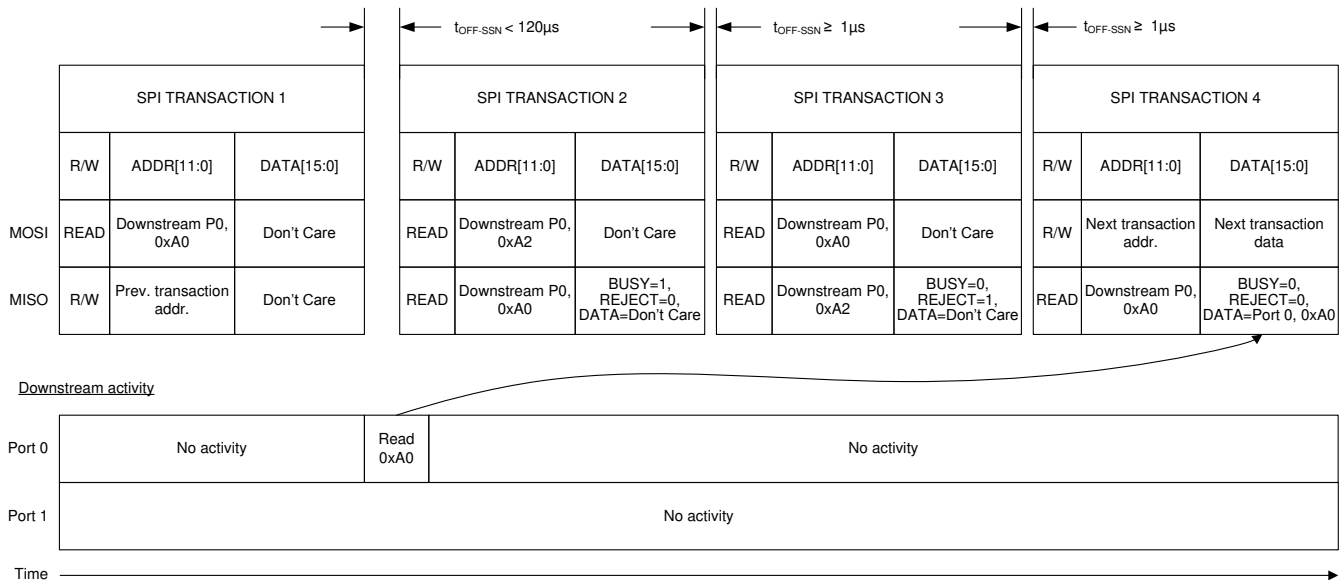 tOFF-SSN < 120µs
tOFF-SSN ≥ 1µs
tOFF-SSN ≥ 1µs
SPI TRANSACTION 1
SPI TRANSACTION 2
SPI TRANSACTION 3
SPI TRANSACTION 4
R/W
ADDR[11:0]
DATA[15:0]
R/W
ADDR[11:0]
DATA[15:0]
R/W
ADDR[11:0]
DATA[15:0]
R/W
ADDR[11:0]
DATA[15:0]
MOSI
READ
Downstream P0,
0xA0
Don't Care
READ
Downstream P0,
0xA2
Don't Care
READ
Downstream P0,
0xA0
Don't Care
R/W
Next transaction
addr.
Next transaction
data
MISO
R/W
Prev. transaction
addr.
Don't Care
READ
Downstream P0,
0xA0
BUSY=1,
REJECT=0,
DATA=Don't Care
READ
Downstream P0,
0xA2
BUSY=0,
REJECT=1,
DATA=Don't Care
READ
Downstream P0,
0xA0
BUSY=0,
REJECT=0,
DATA=Port 0, 0xA0
Downstream activity
Port 0
No activity
Read
0xA0
No activity
Port 1
No activity
Time